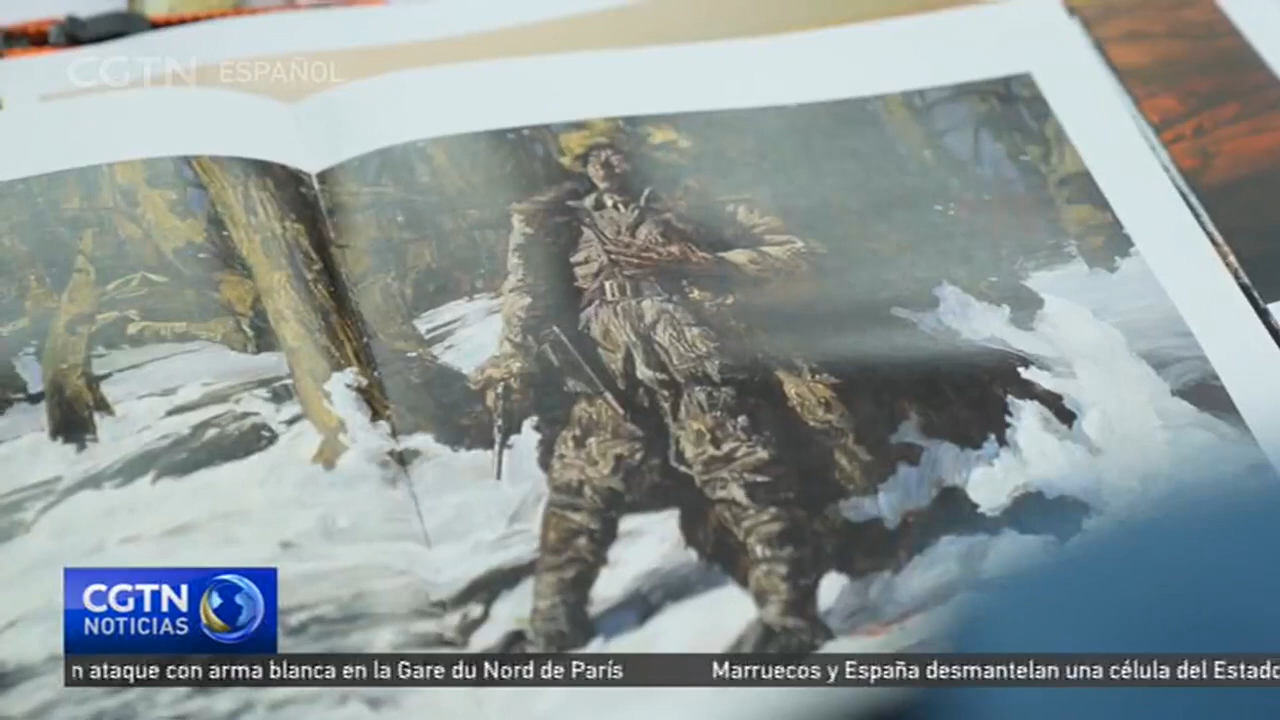 CGTN ESPAÑOL
CGTN
NOTICIAS
n ataque con arma blanca en la Gare du Nord de París Marruecos y España desmantelan una célula del Estado